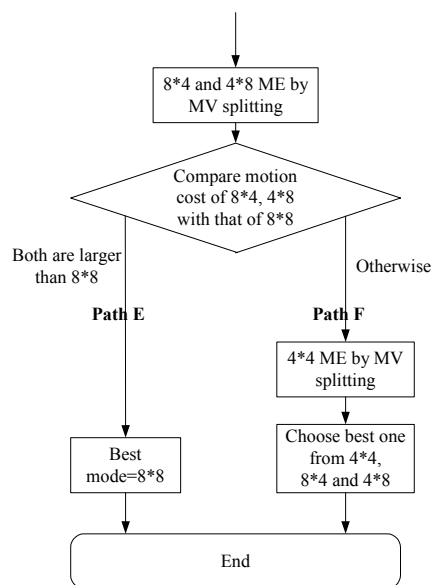 8*4 and 4*8 ME by
MV splitting
Compare motion
cost of 8*4, 4*8
with that of 8*8
Both are larger
than 8*8
Otherwise
Path E
Path F
4*4 ME by MV
splitting
Best
mode=8*8
Choose best one
from 4*4,
8*4 and 4*8
End